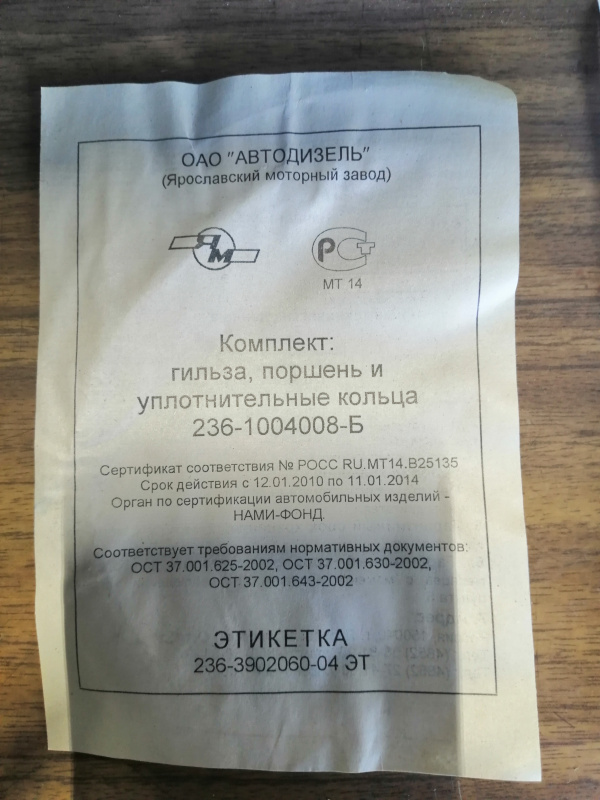 ОАО "АВТОДИЗЕЛЬ"
(Ярославский моторный завод)
ЯМ
РСТ
МТ 14
Комплект:
гильза, поршень и
уплотнительные кольца
236-1004008-Б
Сертификат соответствия № РОСС RU.МТ14.В25135
Срок действия с 12.01.2010 по 11.01.2014
Орган по сертификации автомобильных изделий -
НАМИ-ФОНД.
Соответствует требованиям нормативных документов:
ОСТ 37.001.625-2002, ОСТ 37.001.630-2002,
ОСТ 37.001.643-2002
ЭТИКЕТКА
236-3902060-04 ЭТ